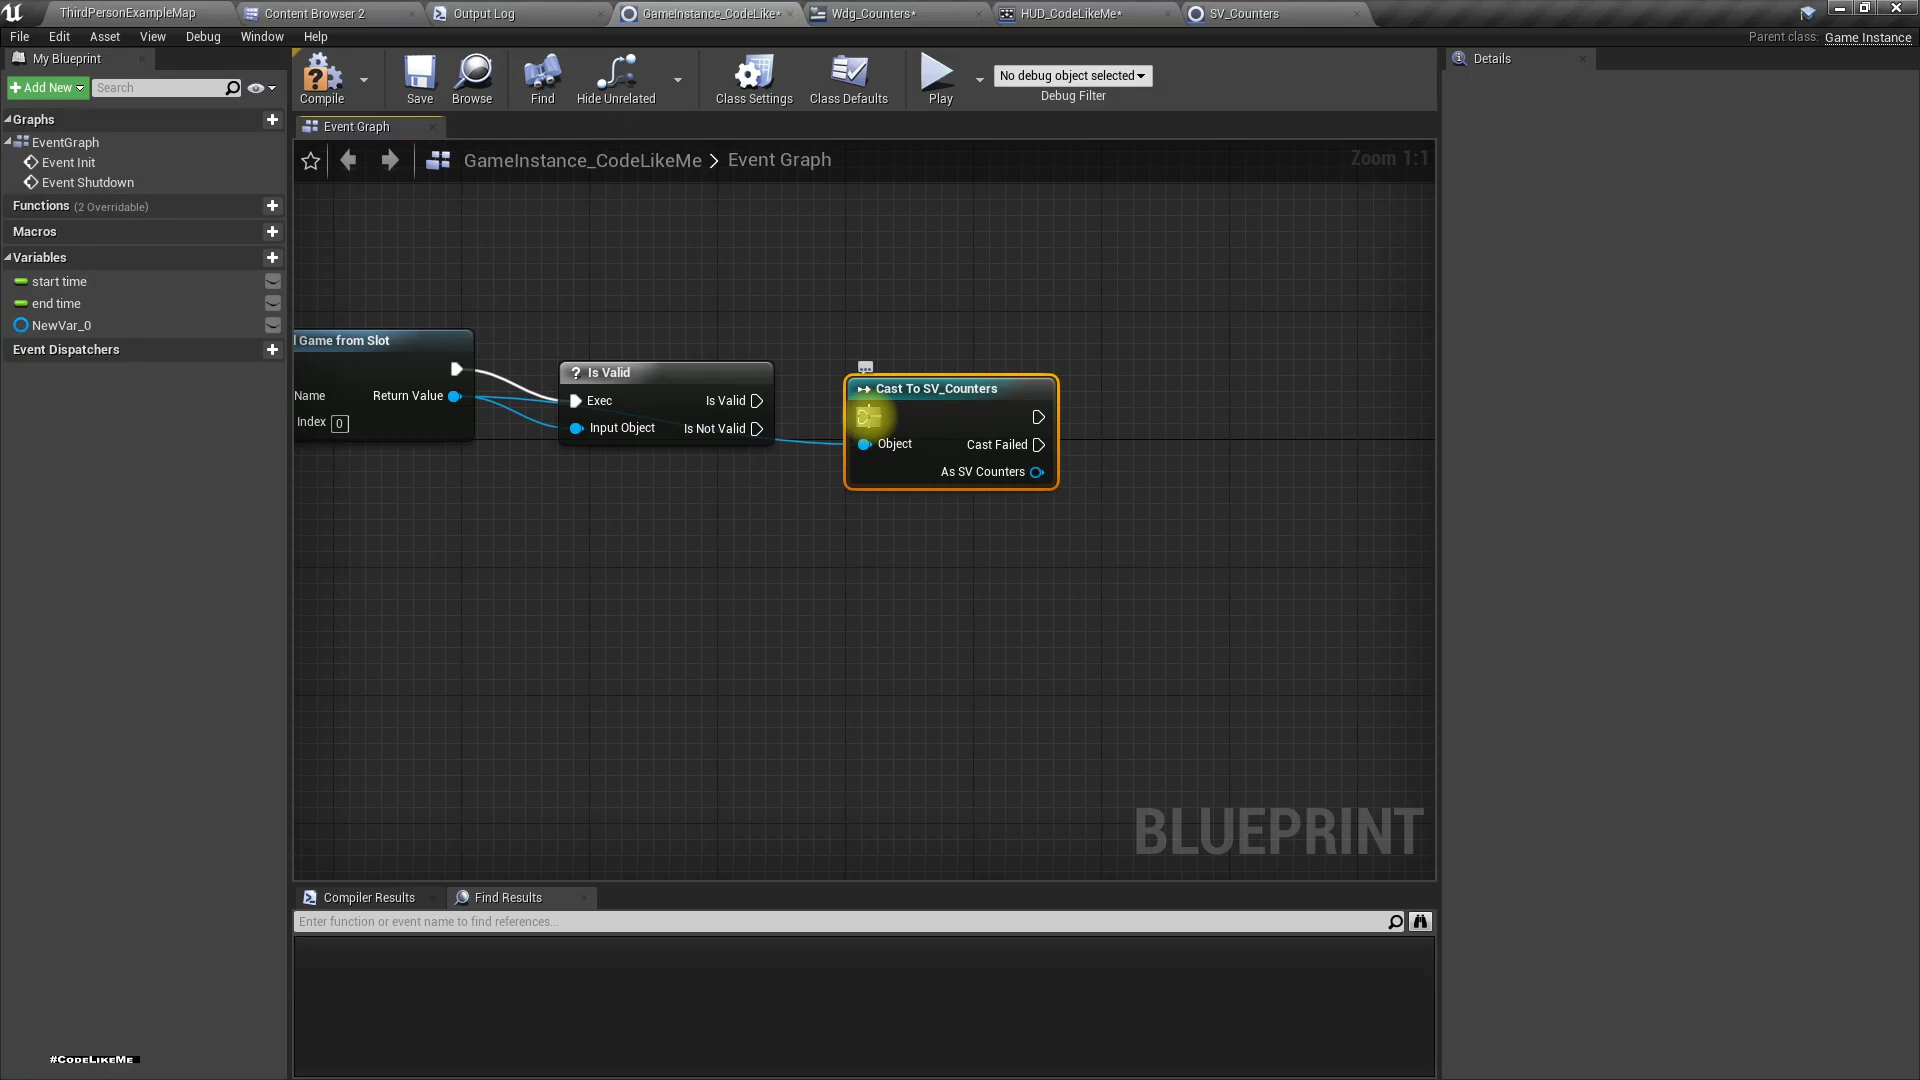 ThirdPersonExampleMap
Content Browser 2
Output Log
GameInstance_CodeLike*
Wdg_Counters*
HUD_CodeLikeMe*
SV_Counters
File Edit Asset View Debug Window Help
Parent class: Game Instance
My Blueprint
Add New
Search
Graphs
EventGraph
Event Init
Event Shutdown
Functions (2 Overridable)
Macros
Variables
start time
end time
NewVar_0
Event Dispatchers
Compile
Save
Browse
Find
Hide Unrelated
Class Settings
Class Defaults
Play
No debug object selected
Debug Filter
Details
Event Graph
GameInstance_CodeLikeMe > Event Graph
Zoom 1:1
Game from Slot
Name
Return Value
Index 0
? Is Valid
Exec
Is Valid
Input Object
Is Not Valid
Cast To SV_Counters
Object
Cast Failed
As SV Counters
BLUEPRINT
Compiler Results
Find Results
Enter function or event name to find references...
#CodeLikeMe